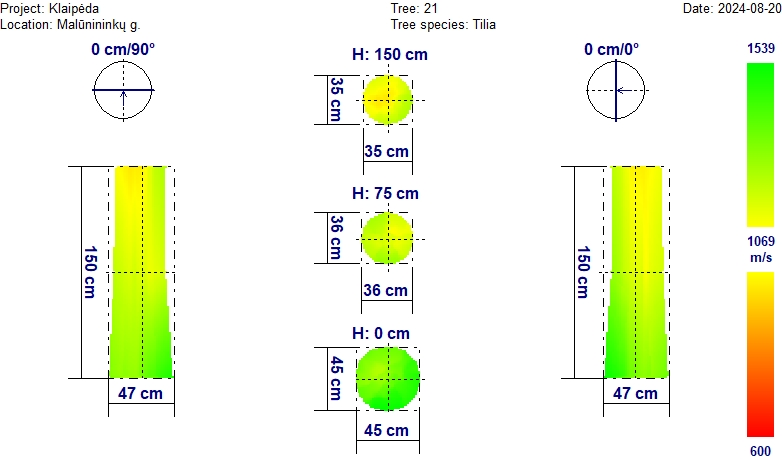 Project: Klaipėda
Tree: 21
Date: 2024-08-20
Location: Malūnininkų g.
Tree species: Tilia
0 cm/90°
H: 150 cm
0 cm/0°
1539
35 cm
35 cm
H: 75 cm
36 cm
150 cm
150 cm
1069
m/s
36 cm
H: 0 cm
45 cm
47 cm
47 cm
45 cm
600